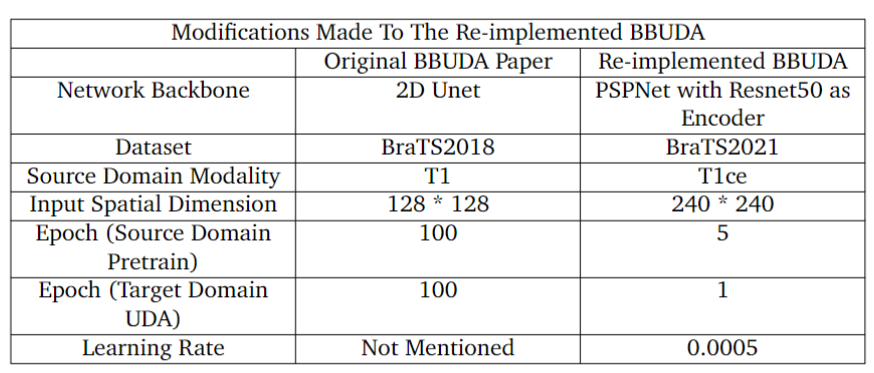 Modifications Made To The Re-implemented BBUDA
Original BBUDA Paper Re-implemented BBUDA
Network Backbone 2D Unet PSPNet with Resnet50 as
Encoder
Dataset BraTS2018 BraTS2021
Source Domain Modality T1 T1ce
Input Spatial Dimension 128 * 128 240 * 240
Epoch (Source Domain 100 5
Pretrain)
Epoch (Target Domain 100 1
UDA)
Learning Rate Not Mentioned 0.0005